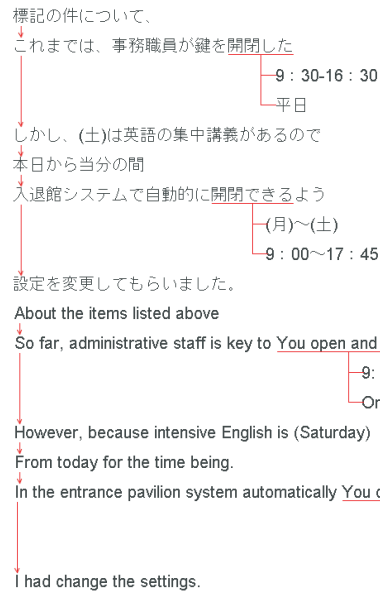 標記の件について、
これまでは、事務職員が鍵を開閉した
9：30-16：30
平日
しかし、(土)は英語の集中講義があるので
本日から当分の間
入退館システムで自動的に開閉できるよう
(月)～(土)
9：00～17：45
設定を変更してもらいました。
About the items listed above
So far, administrative staff is key to You open and
9:
However, because intensive English is (Saturday)
From today for the time being.
In the entrance pavilion system automatically You
I had change the settings.